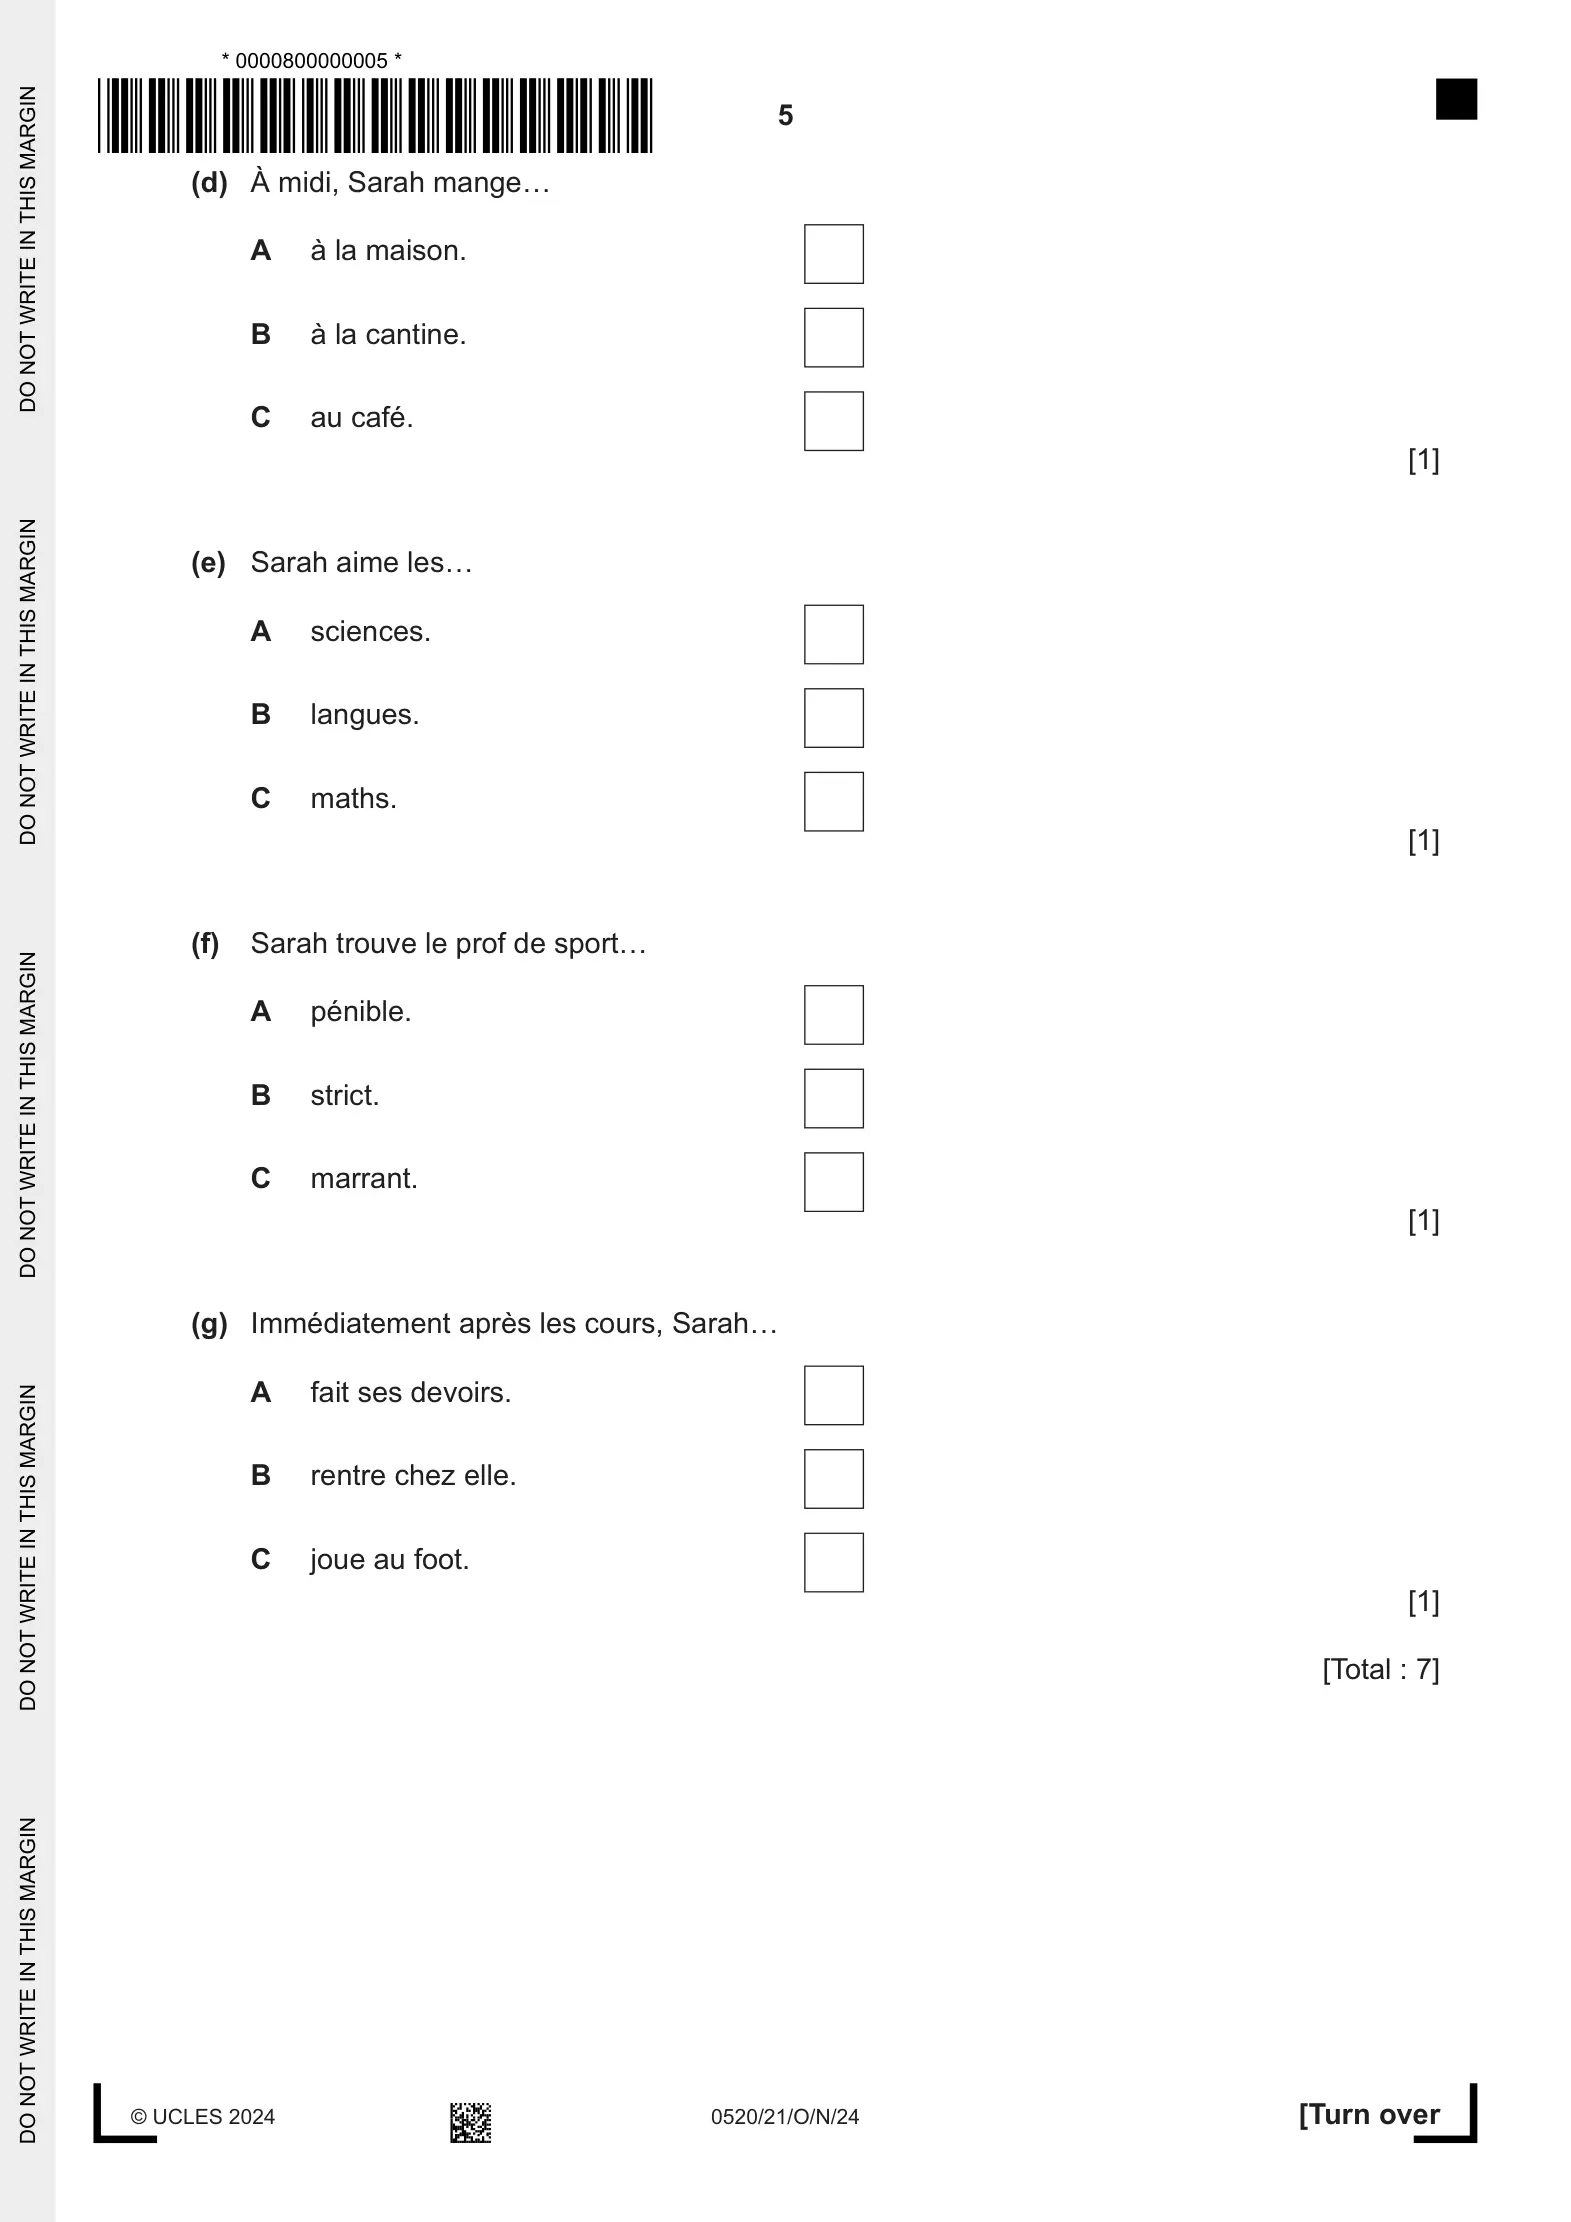 * 0000800000005 *
5
(d) À midi, Sarah mange…
A à la maison.
B à la cantine.
C au café.
[1]
(e) Sarah aime les…
A sciences.
B langues.
C maths.
[1]
(f) Sarah trouve le prof de sport…
A pénible.
B strict.
C marrant.
[1]
(g) Immédiatement après les cours, Sarah…
A fait ses devoirs.
B rentre chez elle.
C joue au foot.
[1]
[Total : 7]
© UCLES 2024
0520/21/O/N/24
[Turn over
DO NOT WRITE IN THIS MARGIN
DO NOT WRITE IN THIS MARGIN
DO NOT WRITE IN THIS MARGIN
DO NOT WRITE IN THIS MARGIN
DO NOT WRITE IN THIS MARGIN